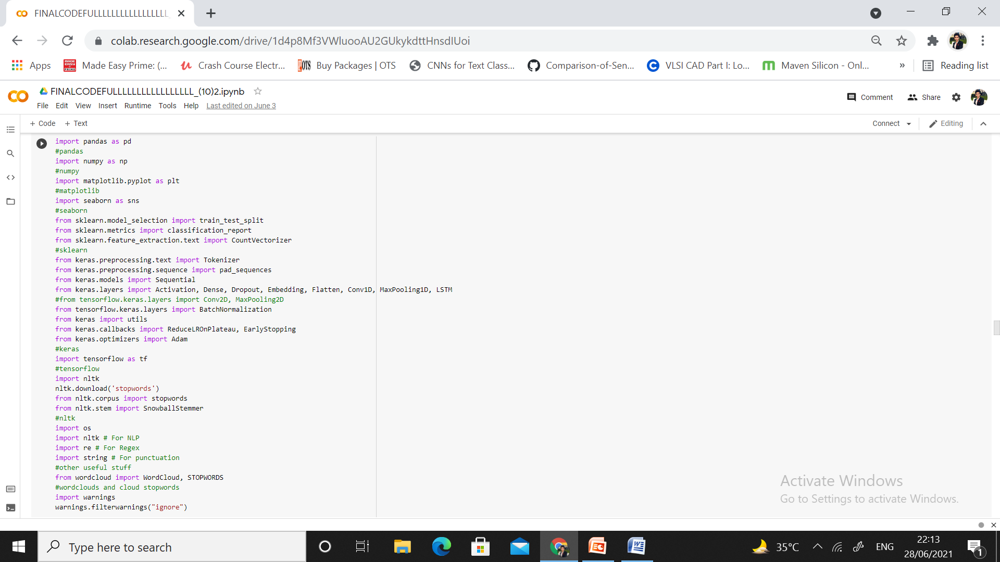 FINALCODEFULLLLLLLLLLLLLLLLL_
colab.research.google.com/drive/1d4p8Mf3VWluooAU2GUkykdttHnsdIUoi
Apps
Made Easy Prime: (...
Crash Course Electr...
OTS
Buy Packages | OTS
CNNs for Text Class...
Comparison-of-Sen...
VLSI CAD Part I: Lo...
Maven Silicon - Onl...
»
Reading list
FINALCODEFULLLLLLLLLLLLLLLLL_(10)2.ipynb
Comment
Share
File Edit View Insert Runtime Tools Help Last edited on June 3
+ Code + Text
Connect
Editing
import pandas as pd
#pandas
import numpy as np
#numpy
import matplotlib.pyplot as plt
#matplotlib
import seaborn as sns
#seaborn
from sklearn.model_selection import train_test_split
from sklearn.metrics import classification_report
from sklearn.feature_extraction.text import CountVectorizer
#sklearn
from keras.preprocessing.text import Tokenizer
from keras.preprocessing.sequence import pad_sequences
from keras.models import Sequential
from keras.layers import Activation, Dense, Dropout, Embedding, Flatten, Conv1D, MaxPooling1D, LSTM
#from tensorflow.keras.layers import Conv2D, MaxPooling2D
from tensorflow.keras.layers import BatchNormalization
from keras import utils
from keras.callbacks import ReduceLROnPlateau, EarlyStopping
from keras.optimizers import Adam
#keras
import tensorflow as tf
#tensorflow
import nltk
nltk.download('stopwords')
from nltk.corpus import stopwords
from nltk.stem import SnowballStemmer
#nltk
import os
import nltk # For NLP
import re # For Regex
import string # For punctuation
#other useful stuff
from wordcloud import WordCloud, STOPWORDS
#wordclouds and cloud stopwords
import warnings
warnings.filterwarnings("ignore")
Activate Windows
Go to Settings to activate Windows.
Type here to search
35°C
ENG
22:13
28/06/2021
1